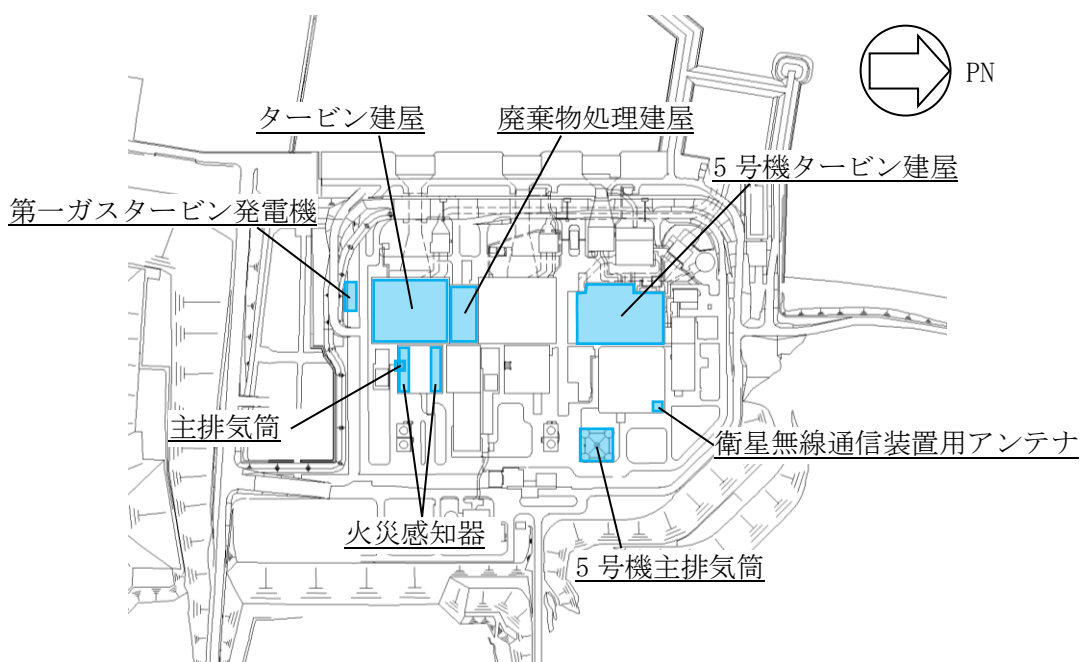 PN
タービン建屋
廃棄物処理建屋
5 号機タービン建屋
第一ガスタービン発電機
主排気筒
衛星無線通信装置用アンテナ
火災感知器
5 号機主排気筒